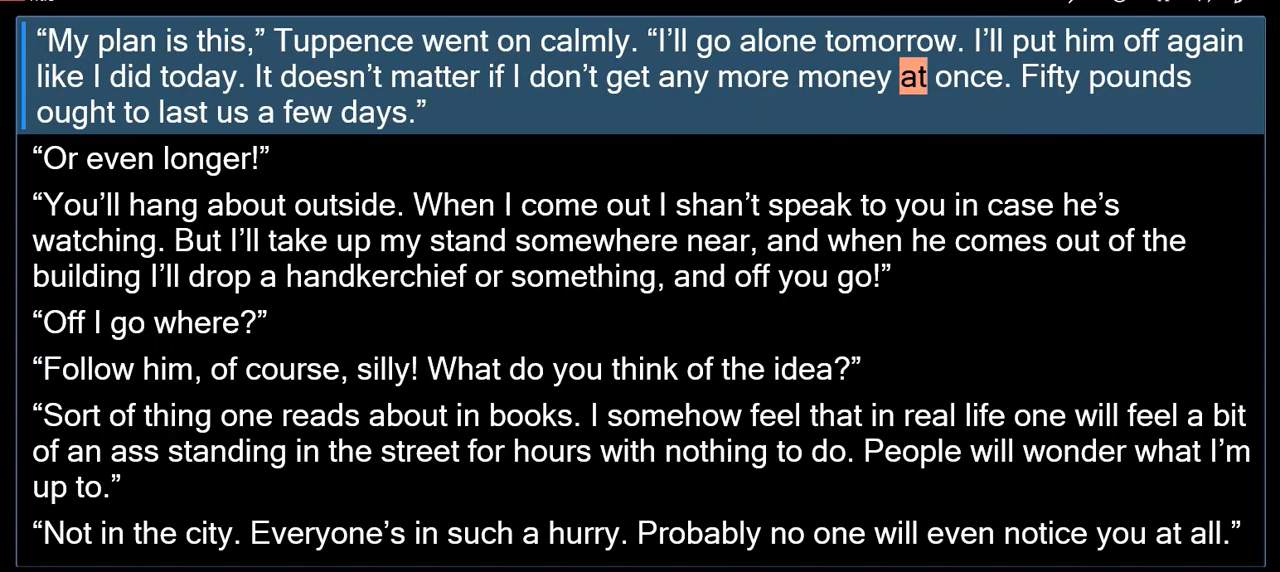 “My plan is this,” Tuppence went on calmly. “I’ll go alone tomorrow. I’ll put him off again
like I did today. It doesn’t matter if I don’t get any more money at once. Fifty pounds
ought to last us a few days.”
“Or even longer!”
“You’ll hang about outside. When I come out I shan’t speak to you in case he’s
watching. But I’ll take up my stand somewhere near, and when he comes out of the
building I’ll drop a handkerchief or something, and off you go!”
“Off I go where?”
“Follow him, of course, silly! What do you think of the idea?”
“Sort of thing one reads about in books. I somehow feel that in real life one will feel a bit
of an ass standing in the street for hours with nothing to do. People will wonder what I’m
up to.”
“Not in the city. Everyone’s in such a hurry. Probably no one will even notice you at all.”